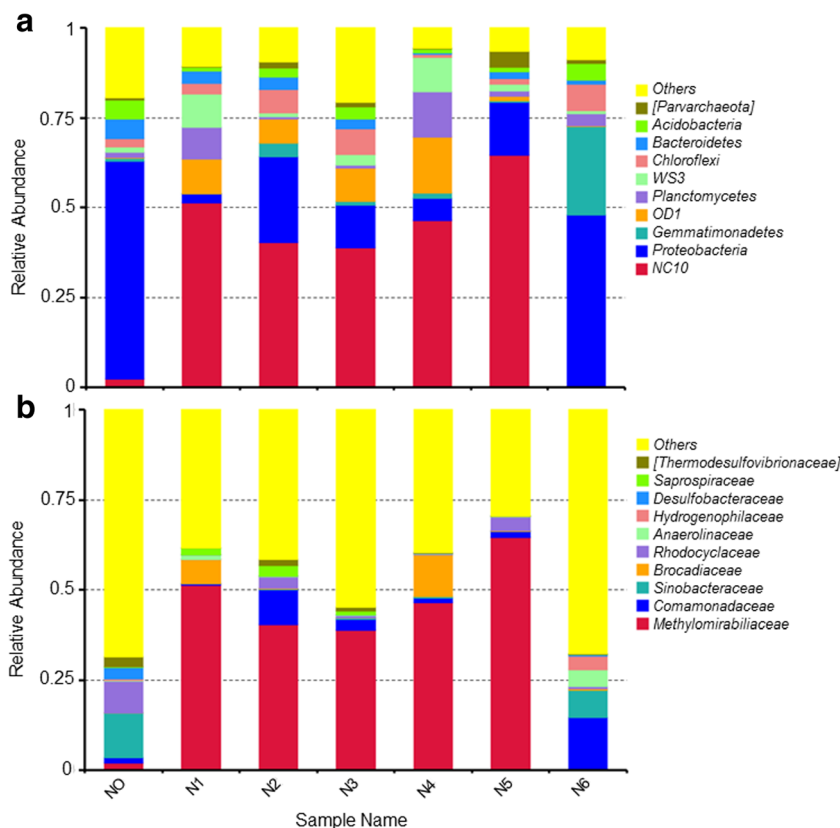 a
1
0.75
0.5
0.25
0
Relative Abundance
Others
[Parvarchaeota]
Acidobacteria
Bacteroidetes
Chloroflexi
WS3
Planctomycetes
OD1
Gemmatimonadetes
Proteobacteria
NC10
b
1
0.75
0.5
0.25
0
Relative Abundance
Others
[Thermodesulfovibrionaceae]
Saprospiraceae
Desulfobacteraceae
Hydrogenophilaceae
Anaerolinaceae
Rhodocyclaceae
Brocadiaceae
Sinobacteraceae
Comamonadaceae
Methylomirabiliaceae
NO N1 N2 N3 N4 N5 N6
Sample Name